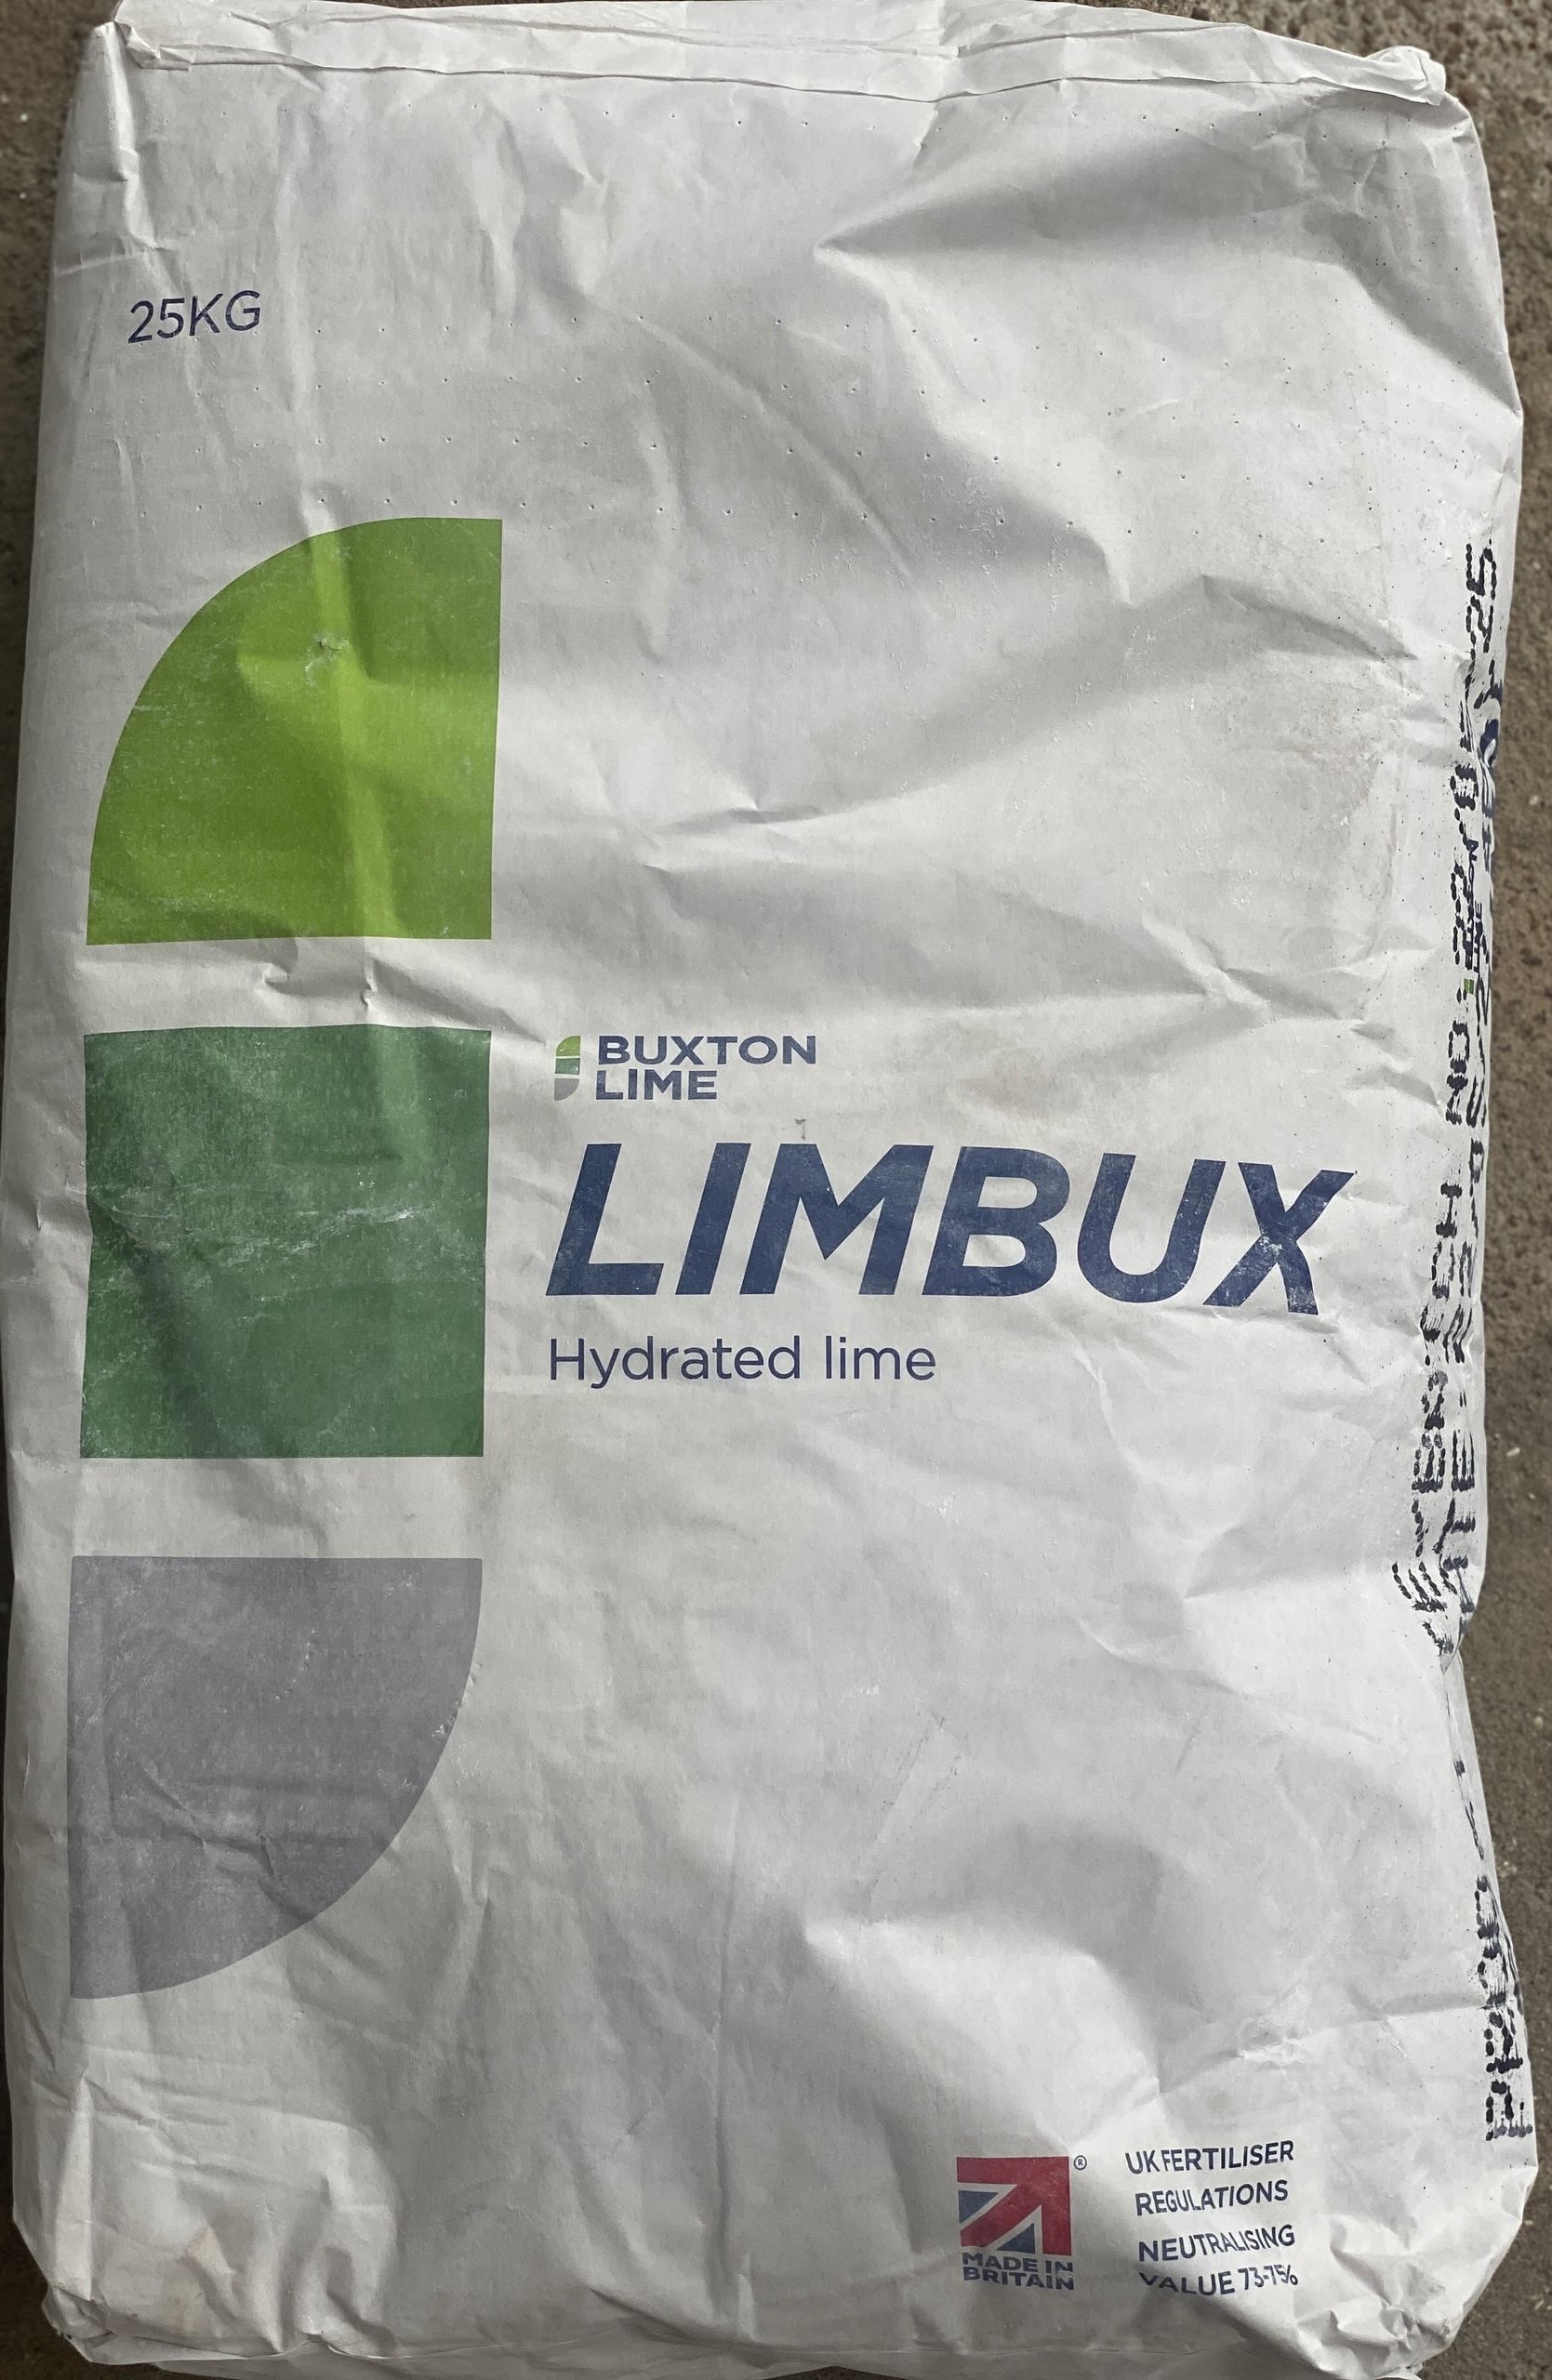 25KG
BUXTON
LIME
LIMBUX
Hydrated lime
MADE IN
BRITAIN
®
UK FERTILISER
REGULATIONS
NEUTRALISING
VALUE 73-75%